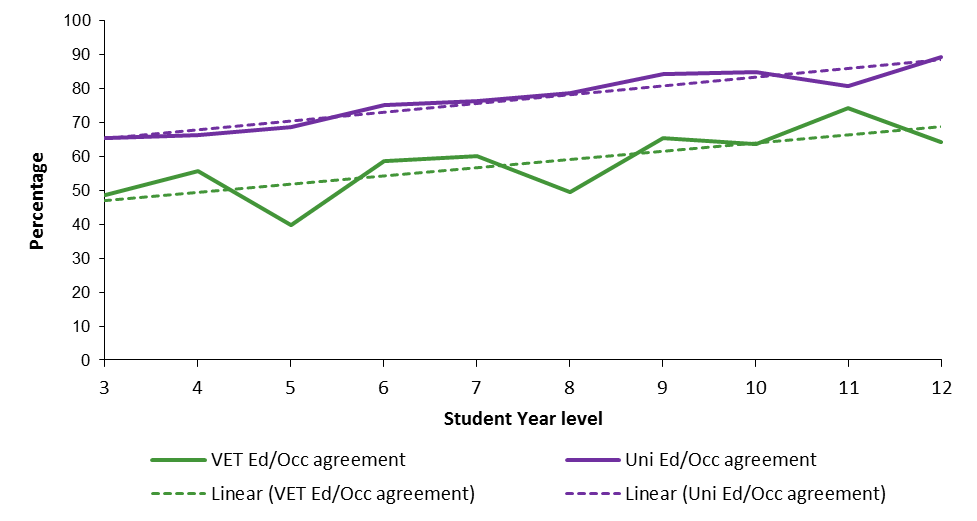 100
90
80
70
60
50
40
30
20
10
0
Percentage
3 4 5 6 7 8 9 10 11 12
Student Year level
VET Ed/Occ agreement Uni Ed/Occ agreement
Linear (VET Ed/Occ agreement) Linear (Uni Ed/Occ agreement)